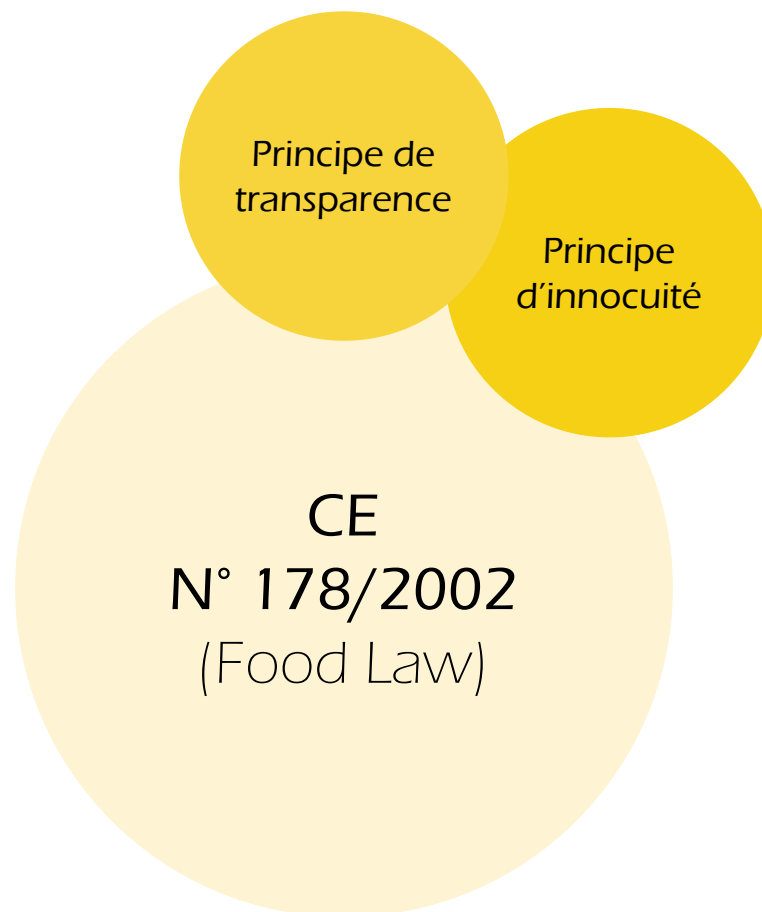 Principe de
transparence
Principe
d’innocuité
CE
N° 178/2002
(Food Law)